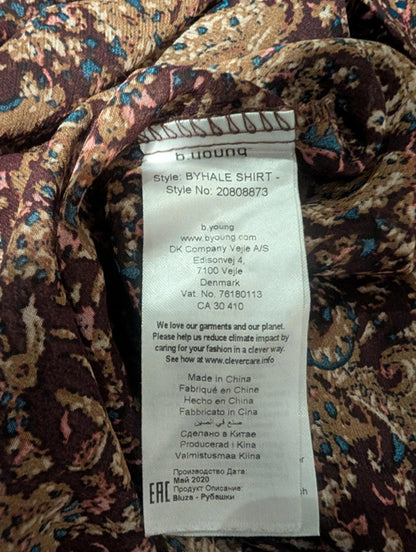 b.young
Style: BYHALE SHIRT -
Style No: 20808873
b.young
www.byoung.com
DK Company Vejle A/S
Edisonvej 4
7100 Vejle
Denmark
Vat. No. 76180113
CA 30 410
We love our garments and our planet.
Please help us reduce climate impact by
caring for your fashion in a clever way.
See how at www.clevercare.info
Made in China
Fabriqué en Chine
Hecho en China
Fabbricato in Cina
صنع في الصين
Сделано в Китае
Producerad i Kina
Valmistusmaa Kiina
Производство Дата:
Май 2020
EAC Продукт Описание:
Bluza - Рубашки